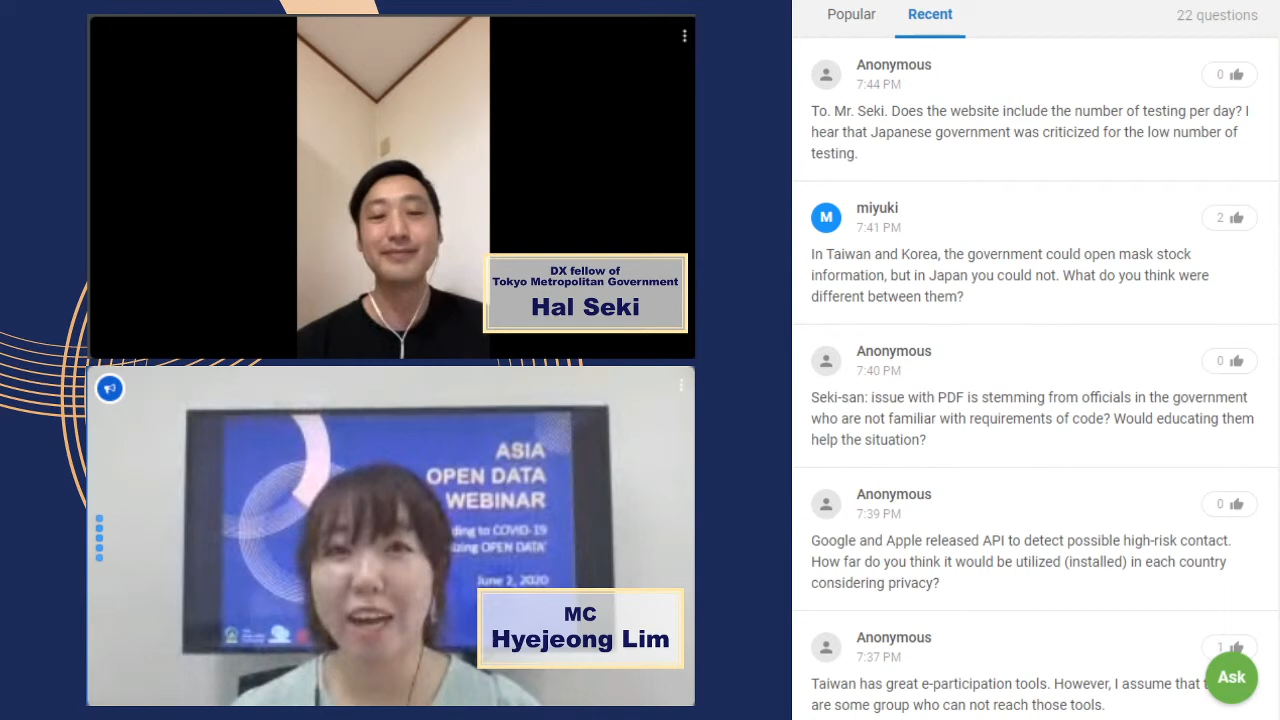 DX fellow of
Tokyo Metropolitan Government
Hal Seki
ASIA
OPEN DATA
WEBINAR
ding to COVID-19
izing OPEN DATA'
June 2, 2020
MC
Hyejeong Lim
Popular Recent 22 questions
Anonymous
7:44 PM
0
To. Mr. Seki. Does the website include the number of testing per day? I
hear that Japanese government was criticized for the low number of
testing.
M
miyuki
7:41 PM
2
In Taiwan and Korea, the government could open mask stock
information, but in Japan you could not. What do you think were
different between them?
Anonymous
7:40 PM
0
Seki-san: issue with PDF is stemming from officials in the government
who are not familiar with requirements of code? Would educating them
help the situation?
Anonymous
7:39 PM
0
Google and Apple released API to detect possible high-risk contact.
How far do you think it would be utilized (installed) in each country
considering privacy?
Anonymous
7:37 PM
1
Taiwan has great e-participation tools. However, I assume that
are some group who can not reach those tools.
Ask